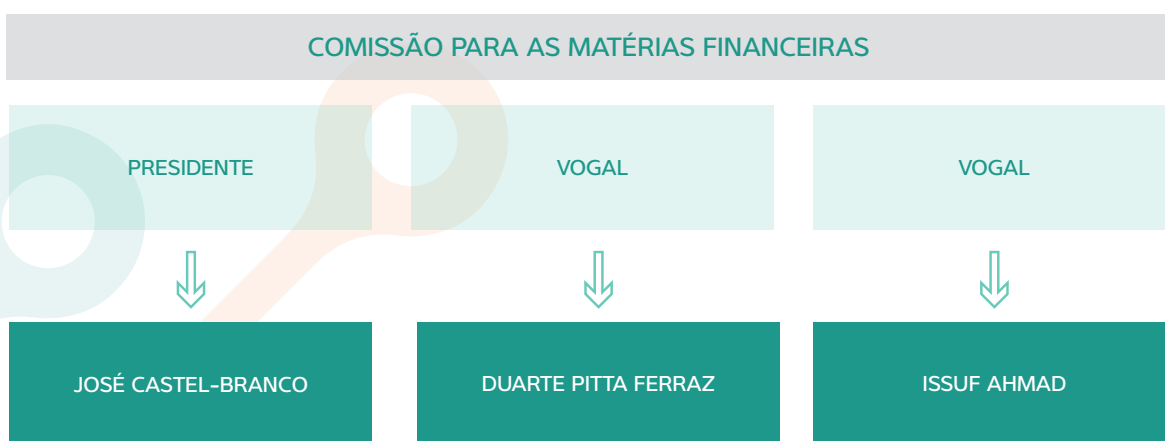 COMISSÃO PARA AS MATÉRIAS FINANCEIRAS
PRESIDENTE
VOGAL
VOGAL
JOSÉ CASTEL-BRANCO
DUARTE PITTA FERRAZ
ISSUF AHMAD